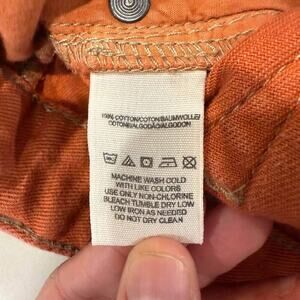 100% COTTON/COTON/BAUMWOLLE/
COTONE/ALGODÃO/ALGODON
MACHINE WASH COLD
WITH LIKE COLORS
USE ONLY NON-CHLORINE
BLEACH TUMBLE DRY LOW
LOW IRON AS NEEDED
DO NOT DRY CLEAN